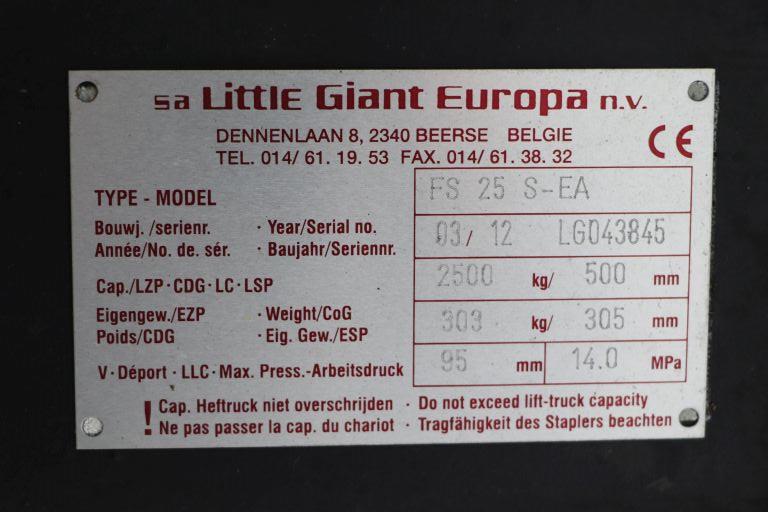 sa Little Giant Europa n.v.
DENNENLAAN 8, 2340 BEERSE BELGIE
TEL. 014/ 61. 19. 53 FAX. 014/ 61. 38. 32
CE
TYPE - MODEL FS 25 S-EA
Bouwj. /serienr. · Year/Serial no. 03/ 12 LG043845
Année/No. de sér. · Baujahr/Seriennr.
Cap./LZP · CDG · LC · LSP 2500 kg/ 500 mm
Eigengew./EZP · Weight/CoG 303 kg/ 305 mm
Poids/CDG · Eig. Gew./ESP
V · Déport · LLC · Max. Press.-Arbeitsdruck 95 mm 14.0 MPa
! Cap. Heftruck niet overschrijden · Do not exceed lift-truck capacity
Ne pas passer la cap. du chariot · Tragfähigkeit des Staplers beachten